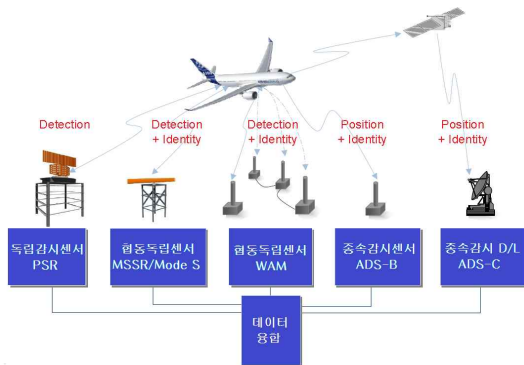 Detection
Detection
+ Identity
Detection
+ Identity
Position
+ Identity
Position
+ Identity
독립감시센서
PSR
협동독립센서
MSSR/Mode S
협동독립센서
WAM
종속감시센서
ADS-B
종속감시 D/L
ADS-C
데이터
융합